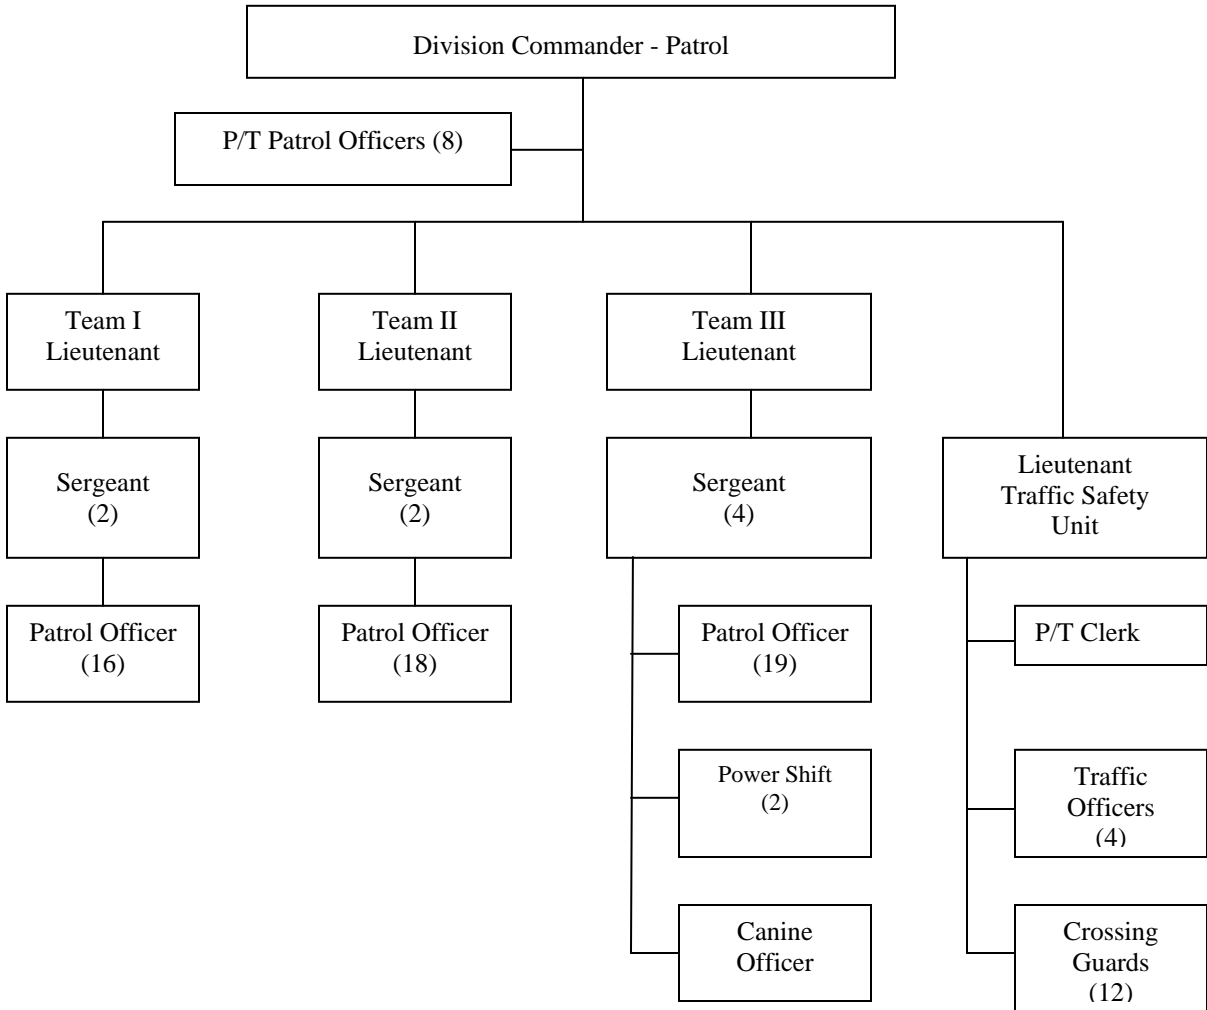 Division Commander - Patrol
P/T Patrol Officers (8)
Team I
Lieutenant
Team II
Lieutenant
Team III
Lieutenant
Sergeant
(2)
Sergeant
(2)
Sergeant
(4)
Lieutenant
Traffic Safety
Unit
Patrol Officer
(16)
Patrol Officer
(18)
Patrol Officer
(19)
P/T Clerk
Power Shift
(2)
Traffic
Officers
(4)
Canine
Officer
Crossing
Guards
(12)